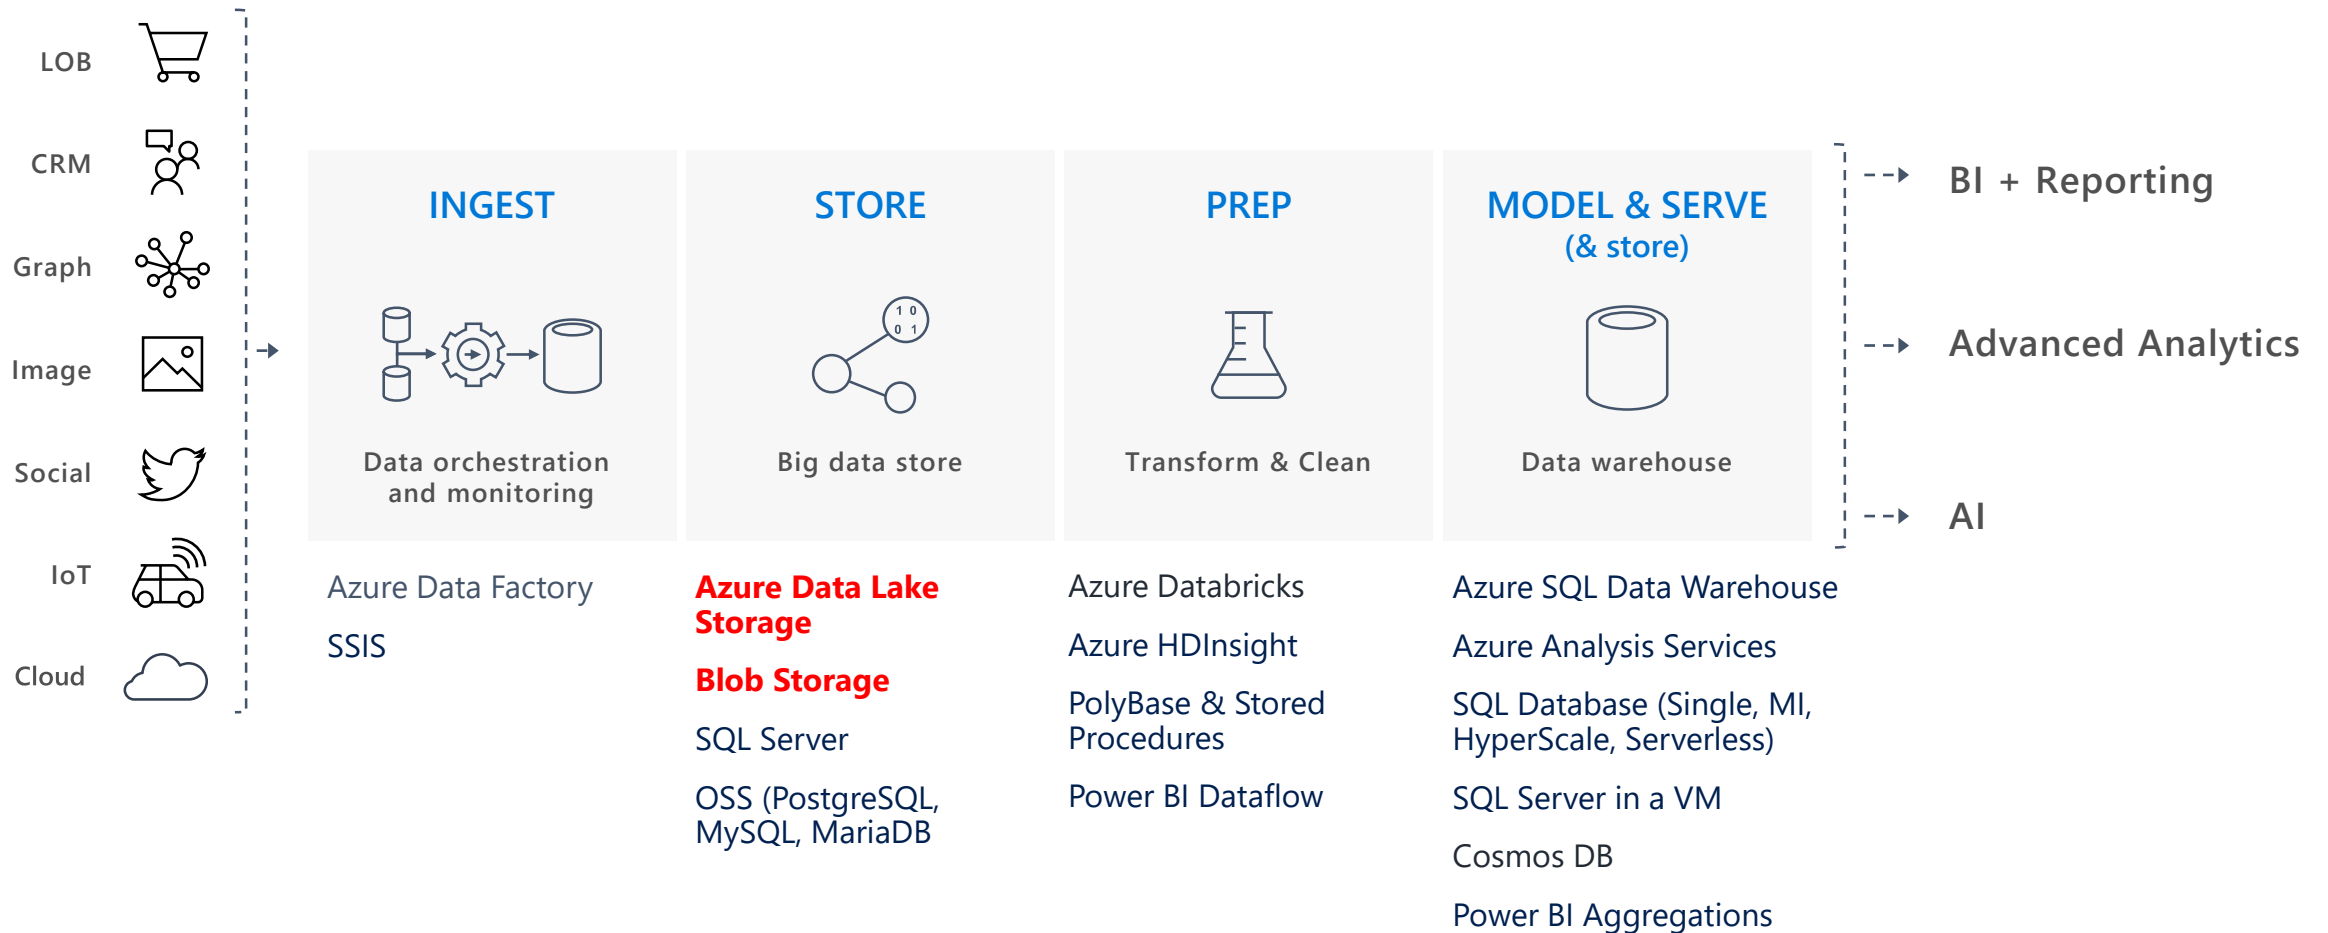 LOB
CRM
Graph
Image
Social
IoT
Cloud
INGEST
Data orchestration
and monitoring
Azure Data Factory
SSIS
STORE
1 0
0 1
Big data store
Azure Data Lake
Storage
Blob Storage
SQL Server
OSS (PostgreSQL,
MySQL, MariaDB
PREP
Transform & Clean
Azure Databricks
Azure HDInsight
PolyBase & Stored
Procedures
Power BI Dataflow
MODEL & SERVE
(& store)
Data warehouse
Azure SQL Data Warehouse
Azure Analysis Services
SQL Database (Single, MI,
HyperScale, Serverless)
SQL Server in a VM
Cosmos DB
Power BI Aggregations
BI + Reporting
Advanced Analytics
AI